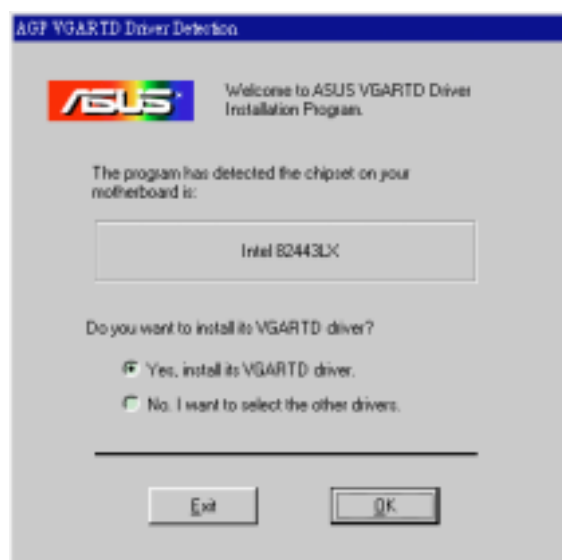 AGP VGARTD Driver Detection
ASUS
Welcome to ASUS VGARTD Driver
Installation Program.
The program has detected the chipset on your
motherboard is:
Intel 82443LX
Do you want to install its VGARTD driver?
Yes, install its VGARTD driver.
No. I want to select the other drivers.
Exit
OK